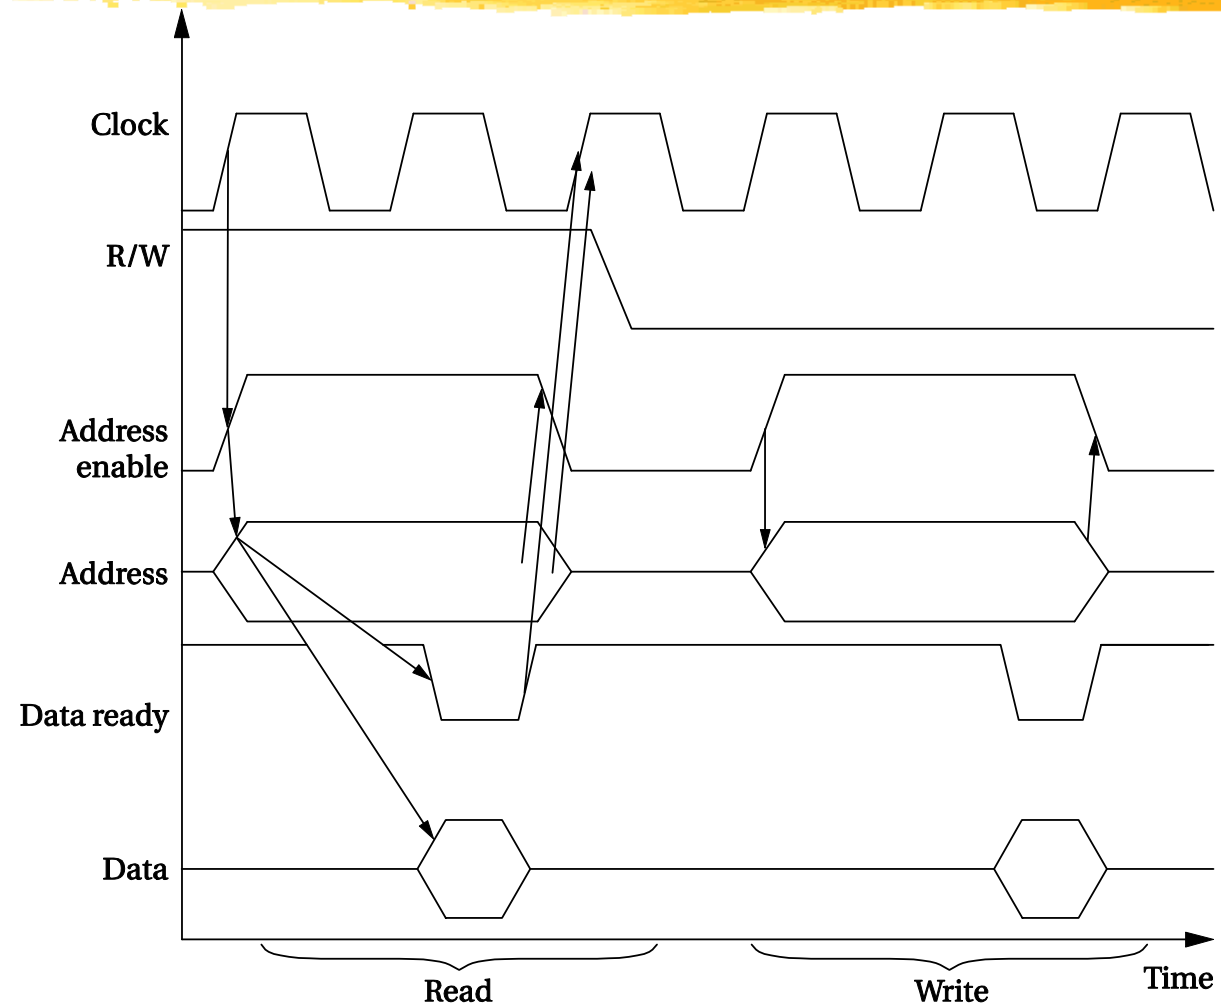 Clock
R/W
Address
enable
Address
Data ready
Data
Read
Write
Time